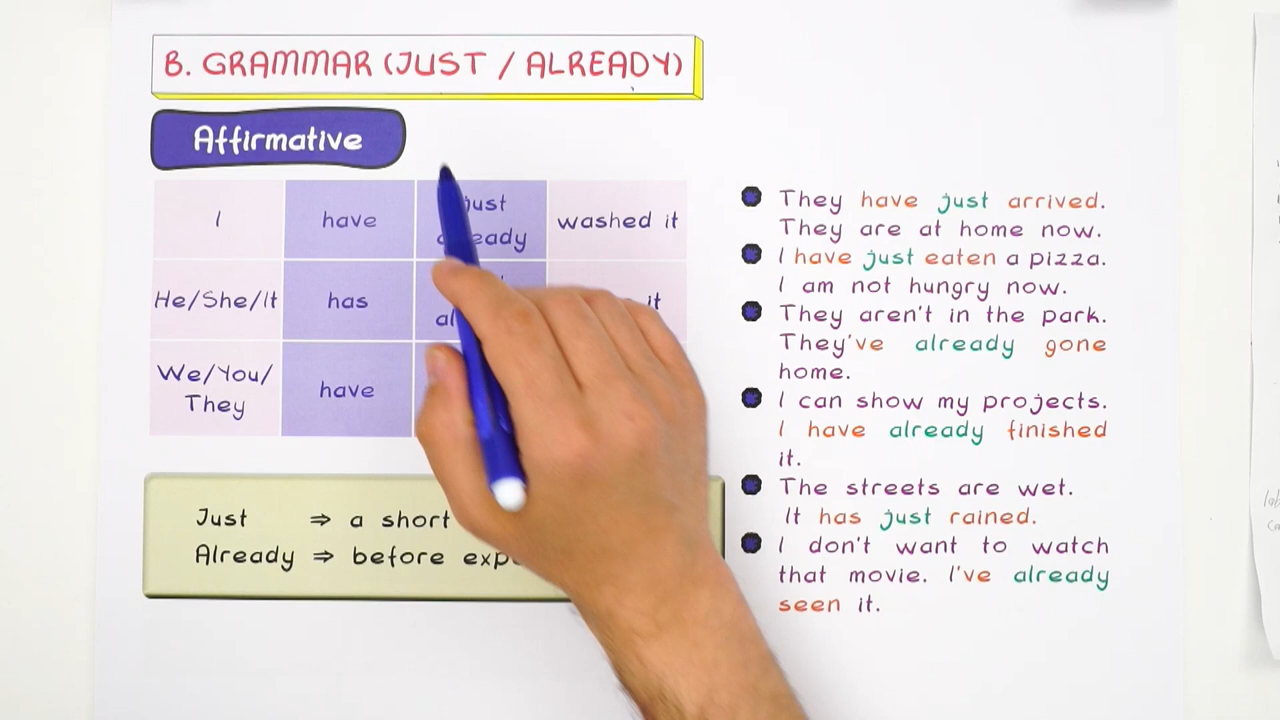 B. GRAMMAR (JUST / ALREADY)
Affirmative
I have just washed it
already
He/She/It has it
We/You/ have
They
Just ⇒ a short
Already ⇒ before
They have just arrived.
They are at home now.
I have just eaten a pizza.
I am not hungry now.
They aren't in the park.
They've already gone
home.
I can show my projects.
I have already finished
it.
The streets are wet.
It has just rained.
I don't want to watch
that movie. I've already
seen it.